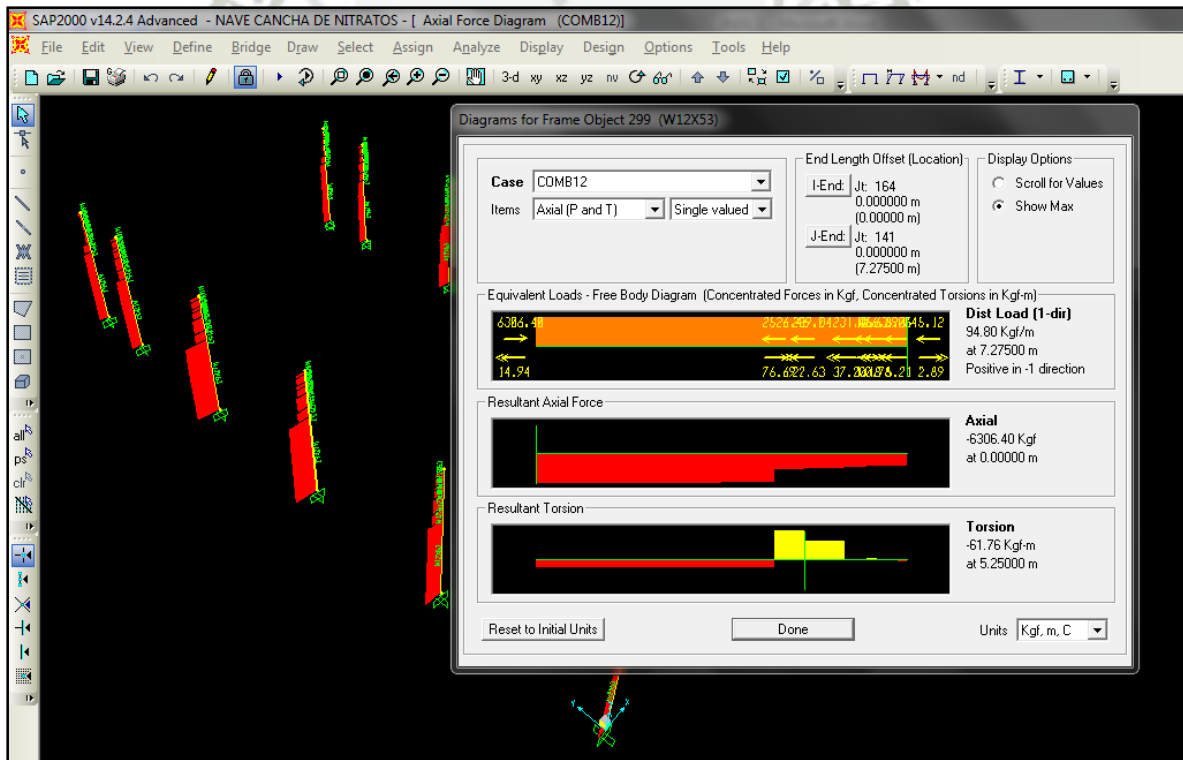 SAP2000 v14.2.4 Advanced - NAVE CANCHA DE NITRATOS - [ Axial Force Diagram (COMB12)]
File Edit View Define Bridge Draw Select Assign Analyze Display Design Options Tools Help
3-d xy xz yz nv nd
all
ps
clr
Diagrams for Frame Object 299 (W12X53)
Case COMB12
Items Axial (P and T) Single valued
End Length Offset (Location)
I-End: Jt: 164
0.000000 m
(0.00000 m)
J-End: Jt: 141
0.000000 m
(7.27500 m)
Display Options
Scroll for Values
Show Max
Equivalent Loads - Free Body Diagram (Concentrated Forces in Kgf, Concentrated Torsions in Kgf-m)
6306.40
14.94 76.69 22.63 2.89
Dist Load (1-dir)
94.80 Kgf/m
at 7.27500 m
Positive in -1 direction
Resultant Axial Force
Axial
-6306.40 Kgf
at 0.00000 m
Resultant Torsion
Torsion
-61.76 Kgf-m
at 5.25000 m
Reset to Initial Units Done Units Kgf, m, C
Y X